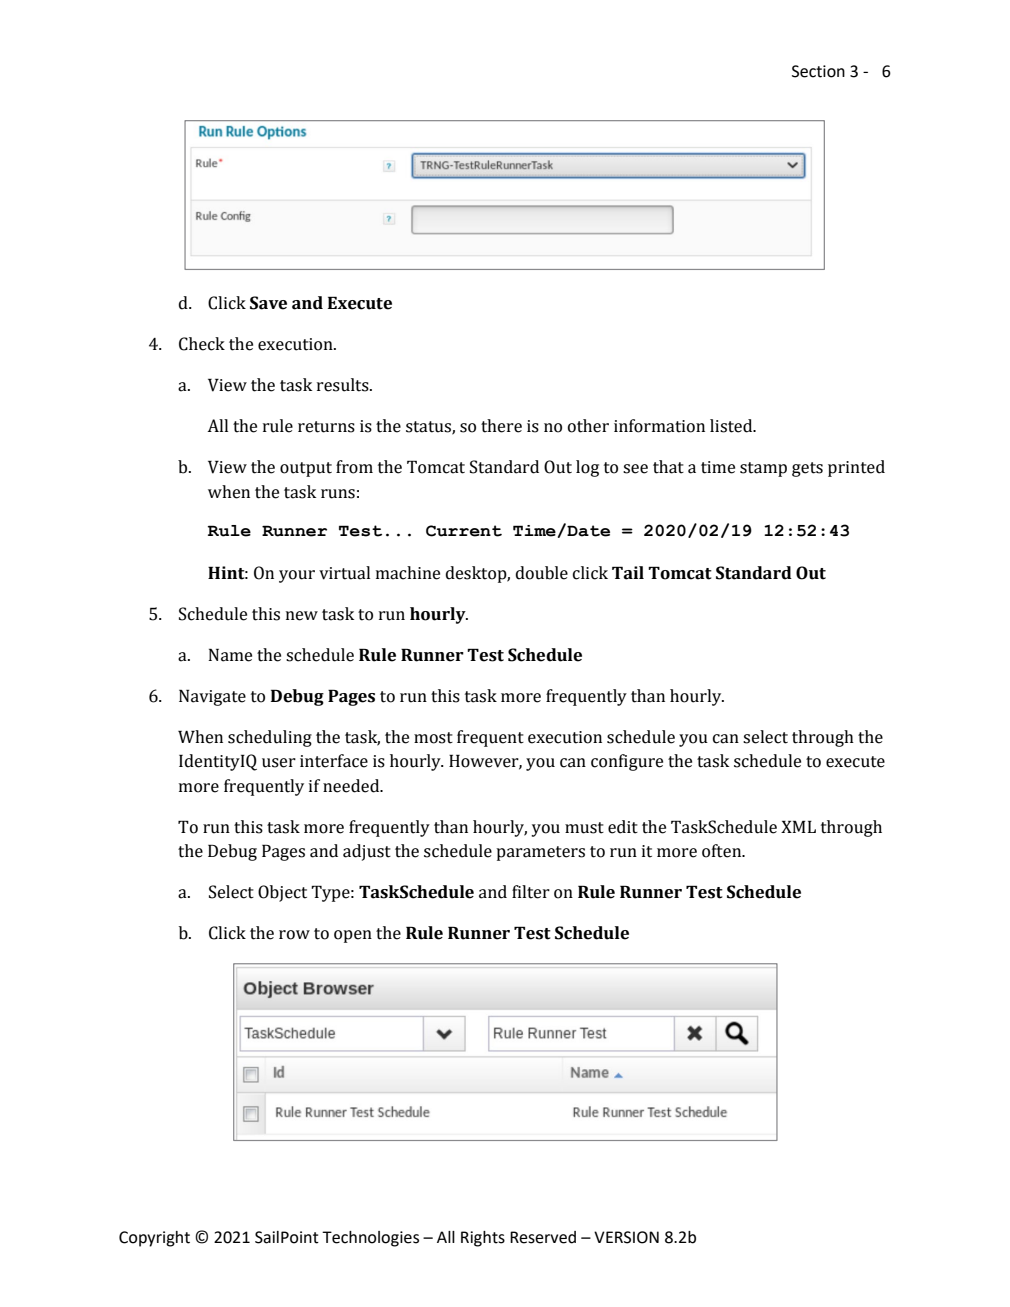 Section 3 - 6
Run Rule Options
Rule* ? TRNG-TestRuleRunnerTask
Rule Config ?
d. Click Save and Execute
4. Check the execution.
a. View the task results.
All the rule returns is the status, so there is no other information listed.
b. View the output from the Tomcat Standard Out log to see that a time stamp gets printed
when the task runs:
Rule Runner Test... Current Time/Date = 2020/02/19 12:52:43
Hint: On your virtual machine desktop, double click Tail Tomcat Standard Out
5. Schedule this new task to run hourly.
a. Name the schedule Rule Runner Test Schedule
6. Navigate to Debug Pages to run this task more frequently than hourly.
When scheduling the task, the most frequent execution schedule you can select through the
IdentityIQ user interface is hourly. However, you can configure the task schedule to execute
more frequently if needed.
To run this task more frequently than hourly, you must edit the TaskSchedule XML through
the Debug Pages and adjust the schedule parameters to run it more often.
a. Select Object Type: TaskSchedule and filter on Rule Runner Test Schedule
b. Click the row to open the Rule Runner Test Schedule
Object Browser
TaskSchedule Rule Runner Test
Id Name
Rule Runner Test Schedule Rule Runner Test Schedule
Copyright © 2021 SailPoint Technologies – All Rights Reserved – VERSION 8.2b